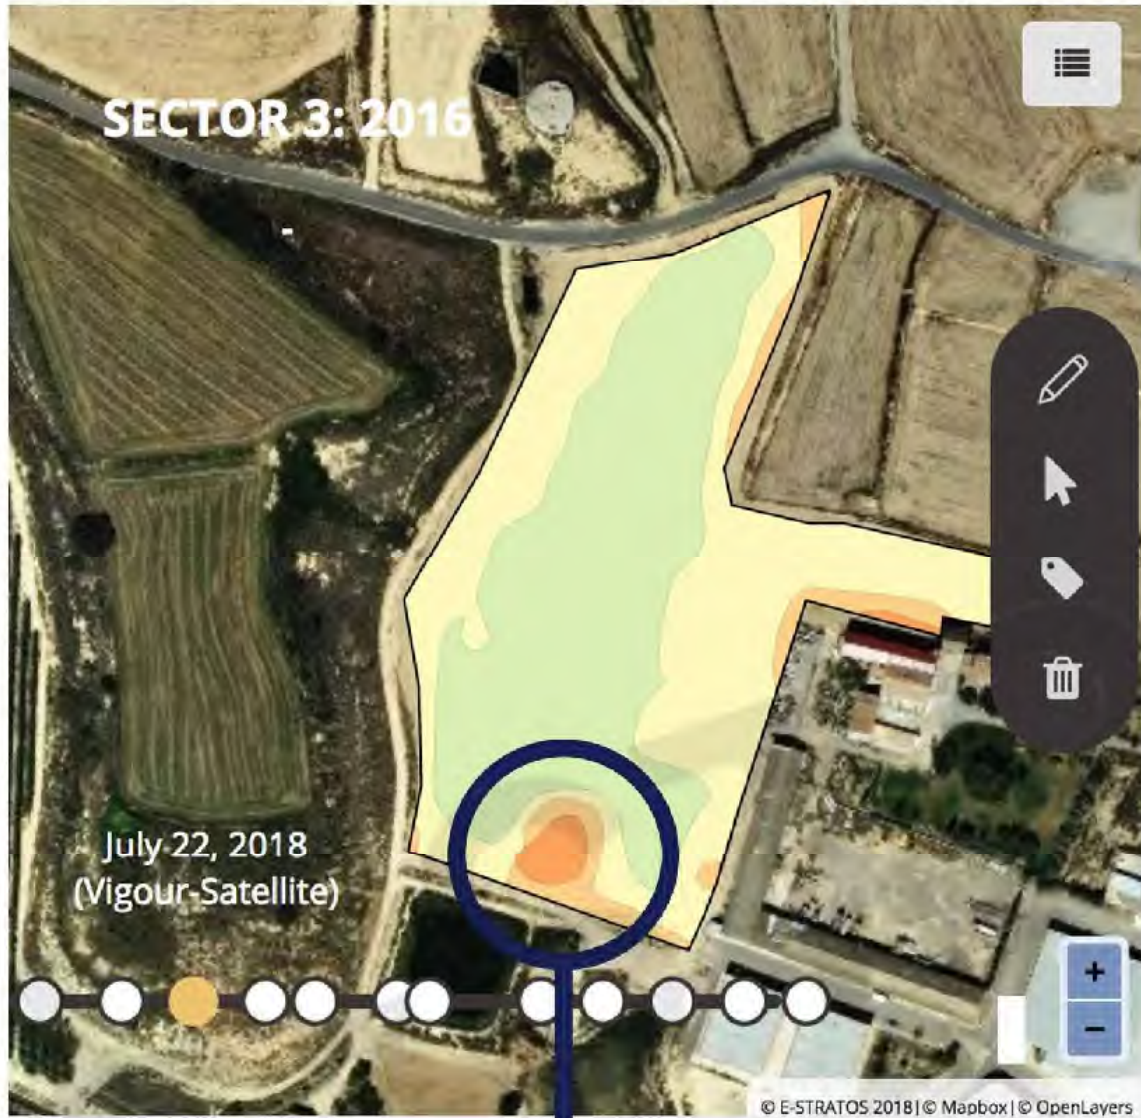 SECTOR 3: 2016
-
July 22, 2018
(Vigour-Satellite)
+
−
© E-STRATOS 2018|© Mapbox|© OpenLayers